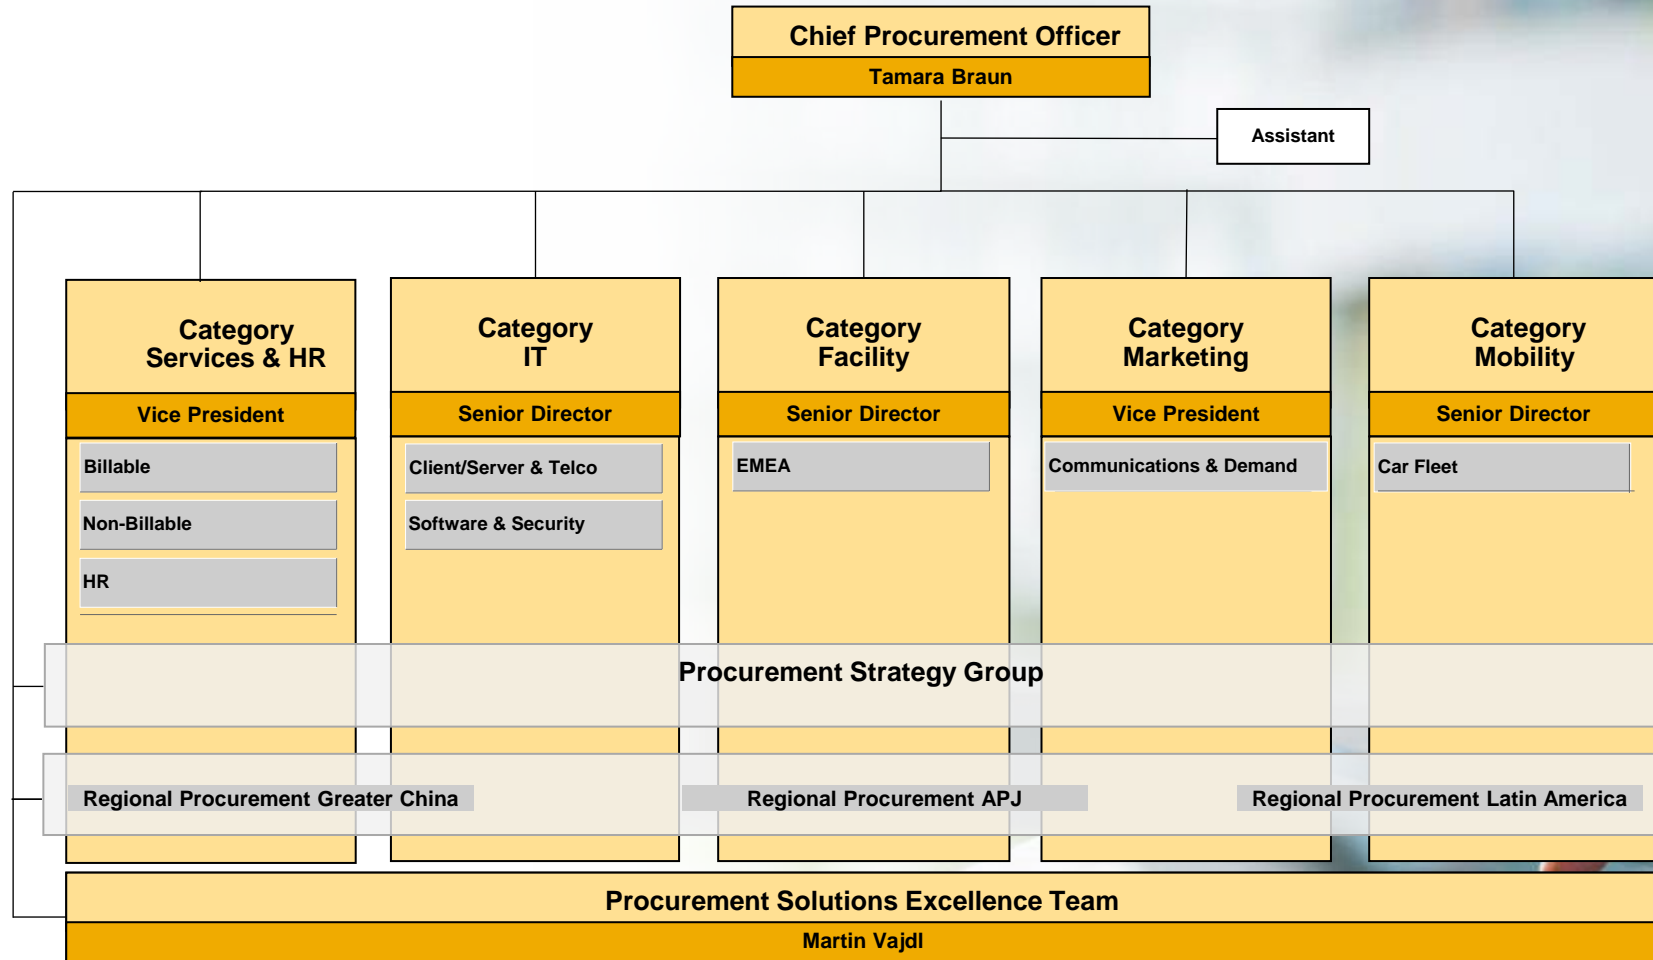 Chief Procurement Officer
Tamara Braun
Assistant
Category
Services & HR
Vice President
Billable
Non-Billable
HR
Category
IT
Senior Director
Client/Server & Telco
Software & Security
Category
Facility
Senior Director
EMEA
Category
Marketing
Vice President
Communications & Demand
Category
Mobility
Senior Director
Car Fleet
Procurement Strategy Group
Regional Procurement Greater China
Regional Procurement APJ
Regional Procurement Latin America
Procurement Solutions Excellence Team
Martin Vajdl